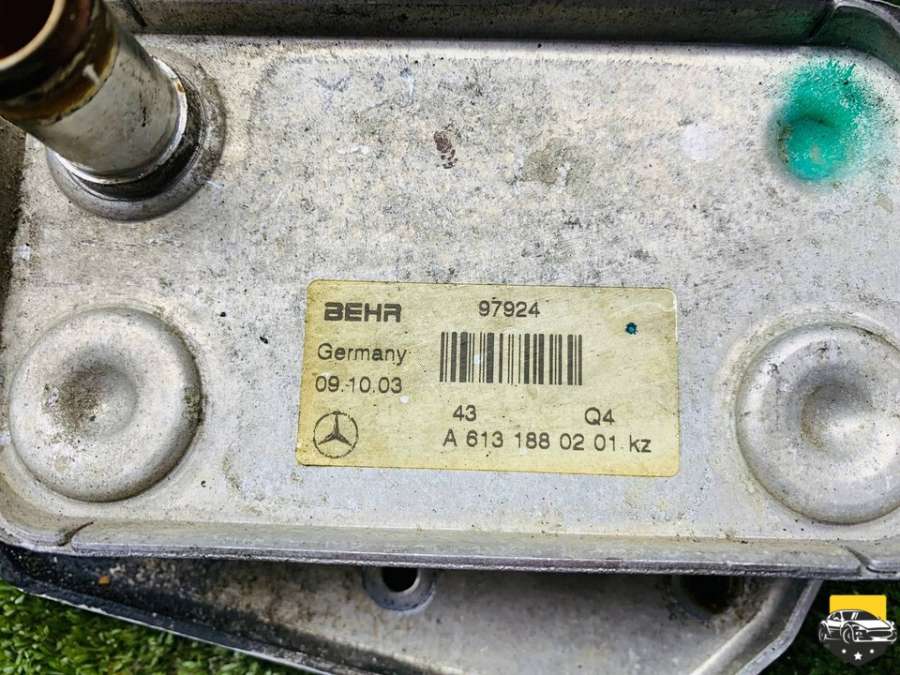 BEHR 97924
Germany
09.10.03
43 Q4
A 613 188 02 01 kz